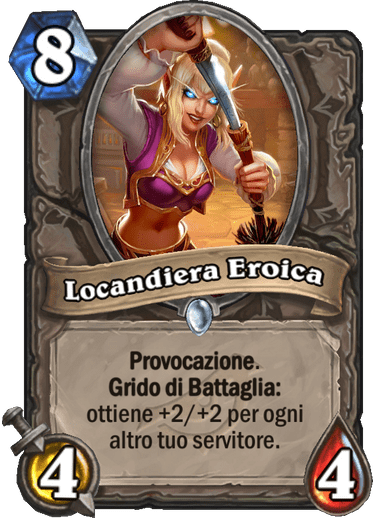 8
Locandiera Eroica
Provocazione.
Grido di Battaglia:
ottiene +2/+2 per ogni
altro tuo servitore.
4
4